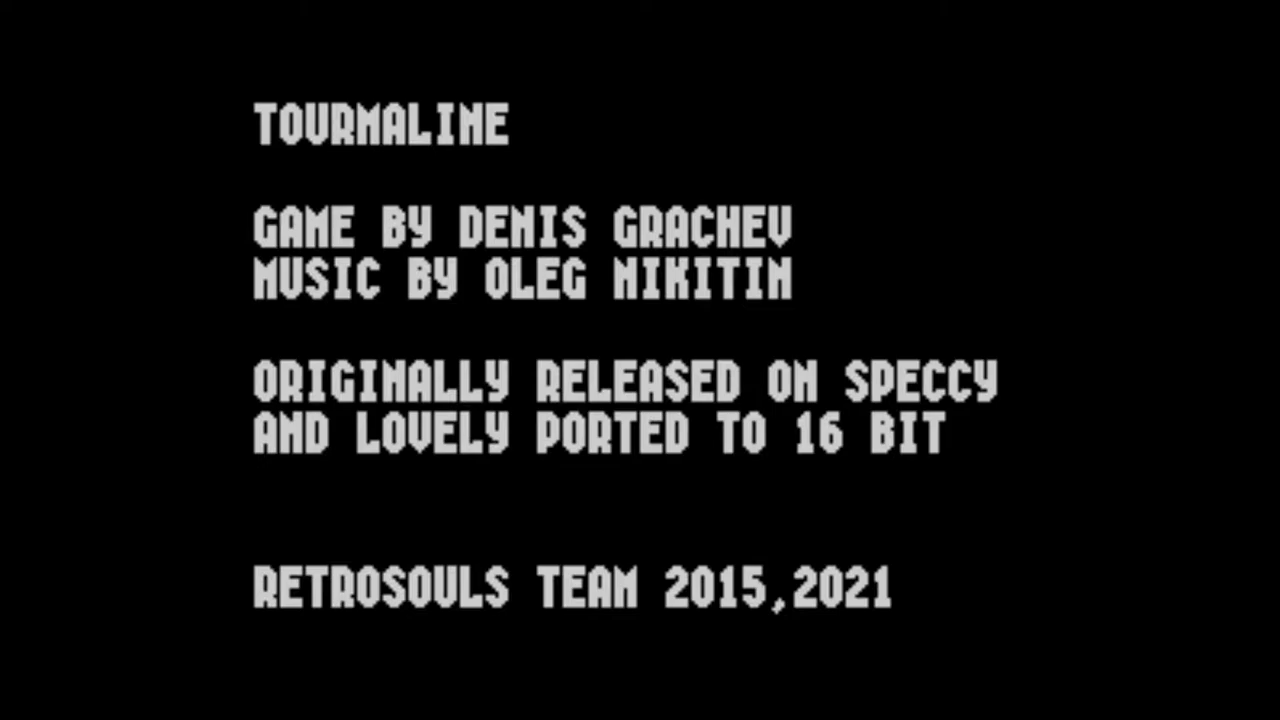 TOURMALINE
GAME BY DENIS GRACHEV
MUSIC BY OLEG NIKITIN
ORIGINALLY RELEASED ON SPECCY
AND LOVELY PORTED TO 16 BIT
RETROSOULS TEAM 2015,2021